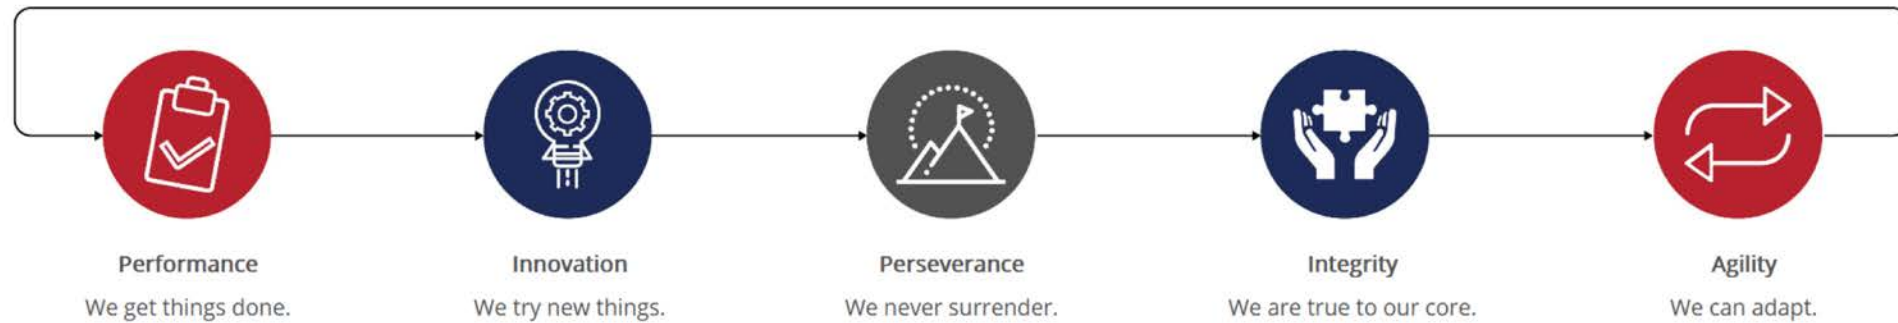 Performance
We get things done.
Innovation
We try new things.
Perseverance
We never surrender.
Integrity
We are true to our core.
Agility
We can adapt.